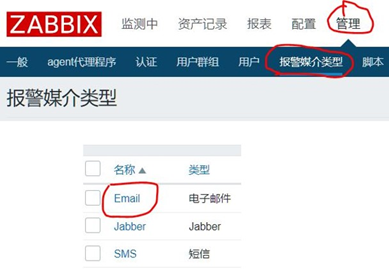 ZABBIX 监测中 资产记录 报表 配置 管理
一般 agent代理程序 认证 用户群组 用户 报警媒介类型 脚本
报警媒介类型
名称 类型
Email 电子邮件
Jabber Jabber
SMS 短信